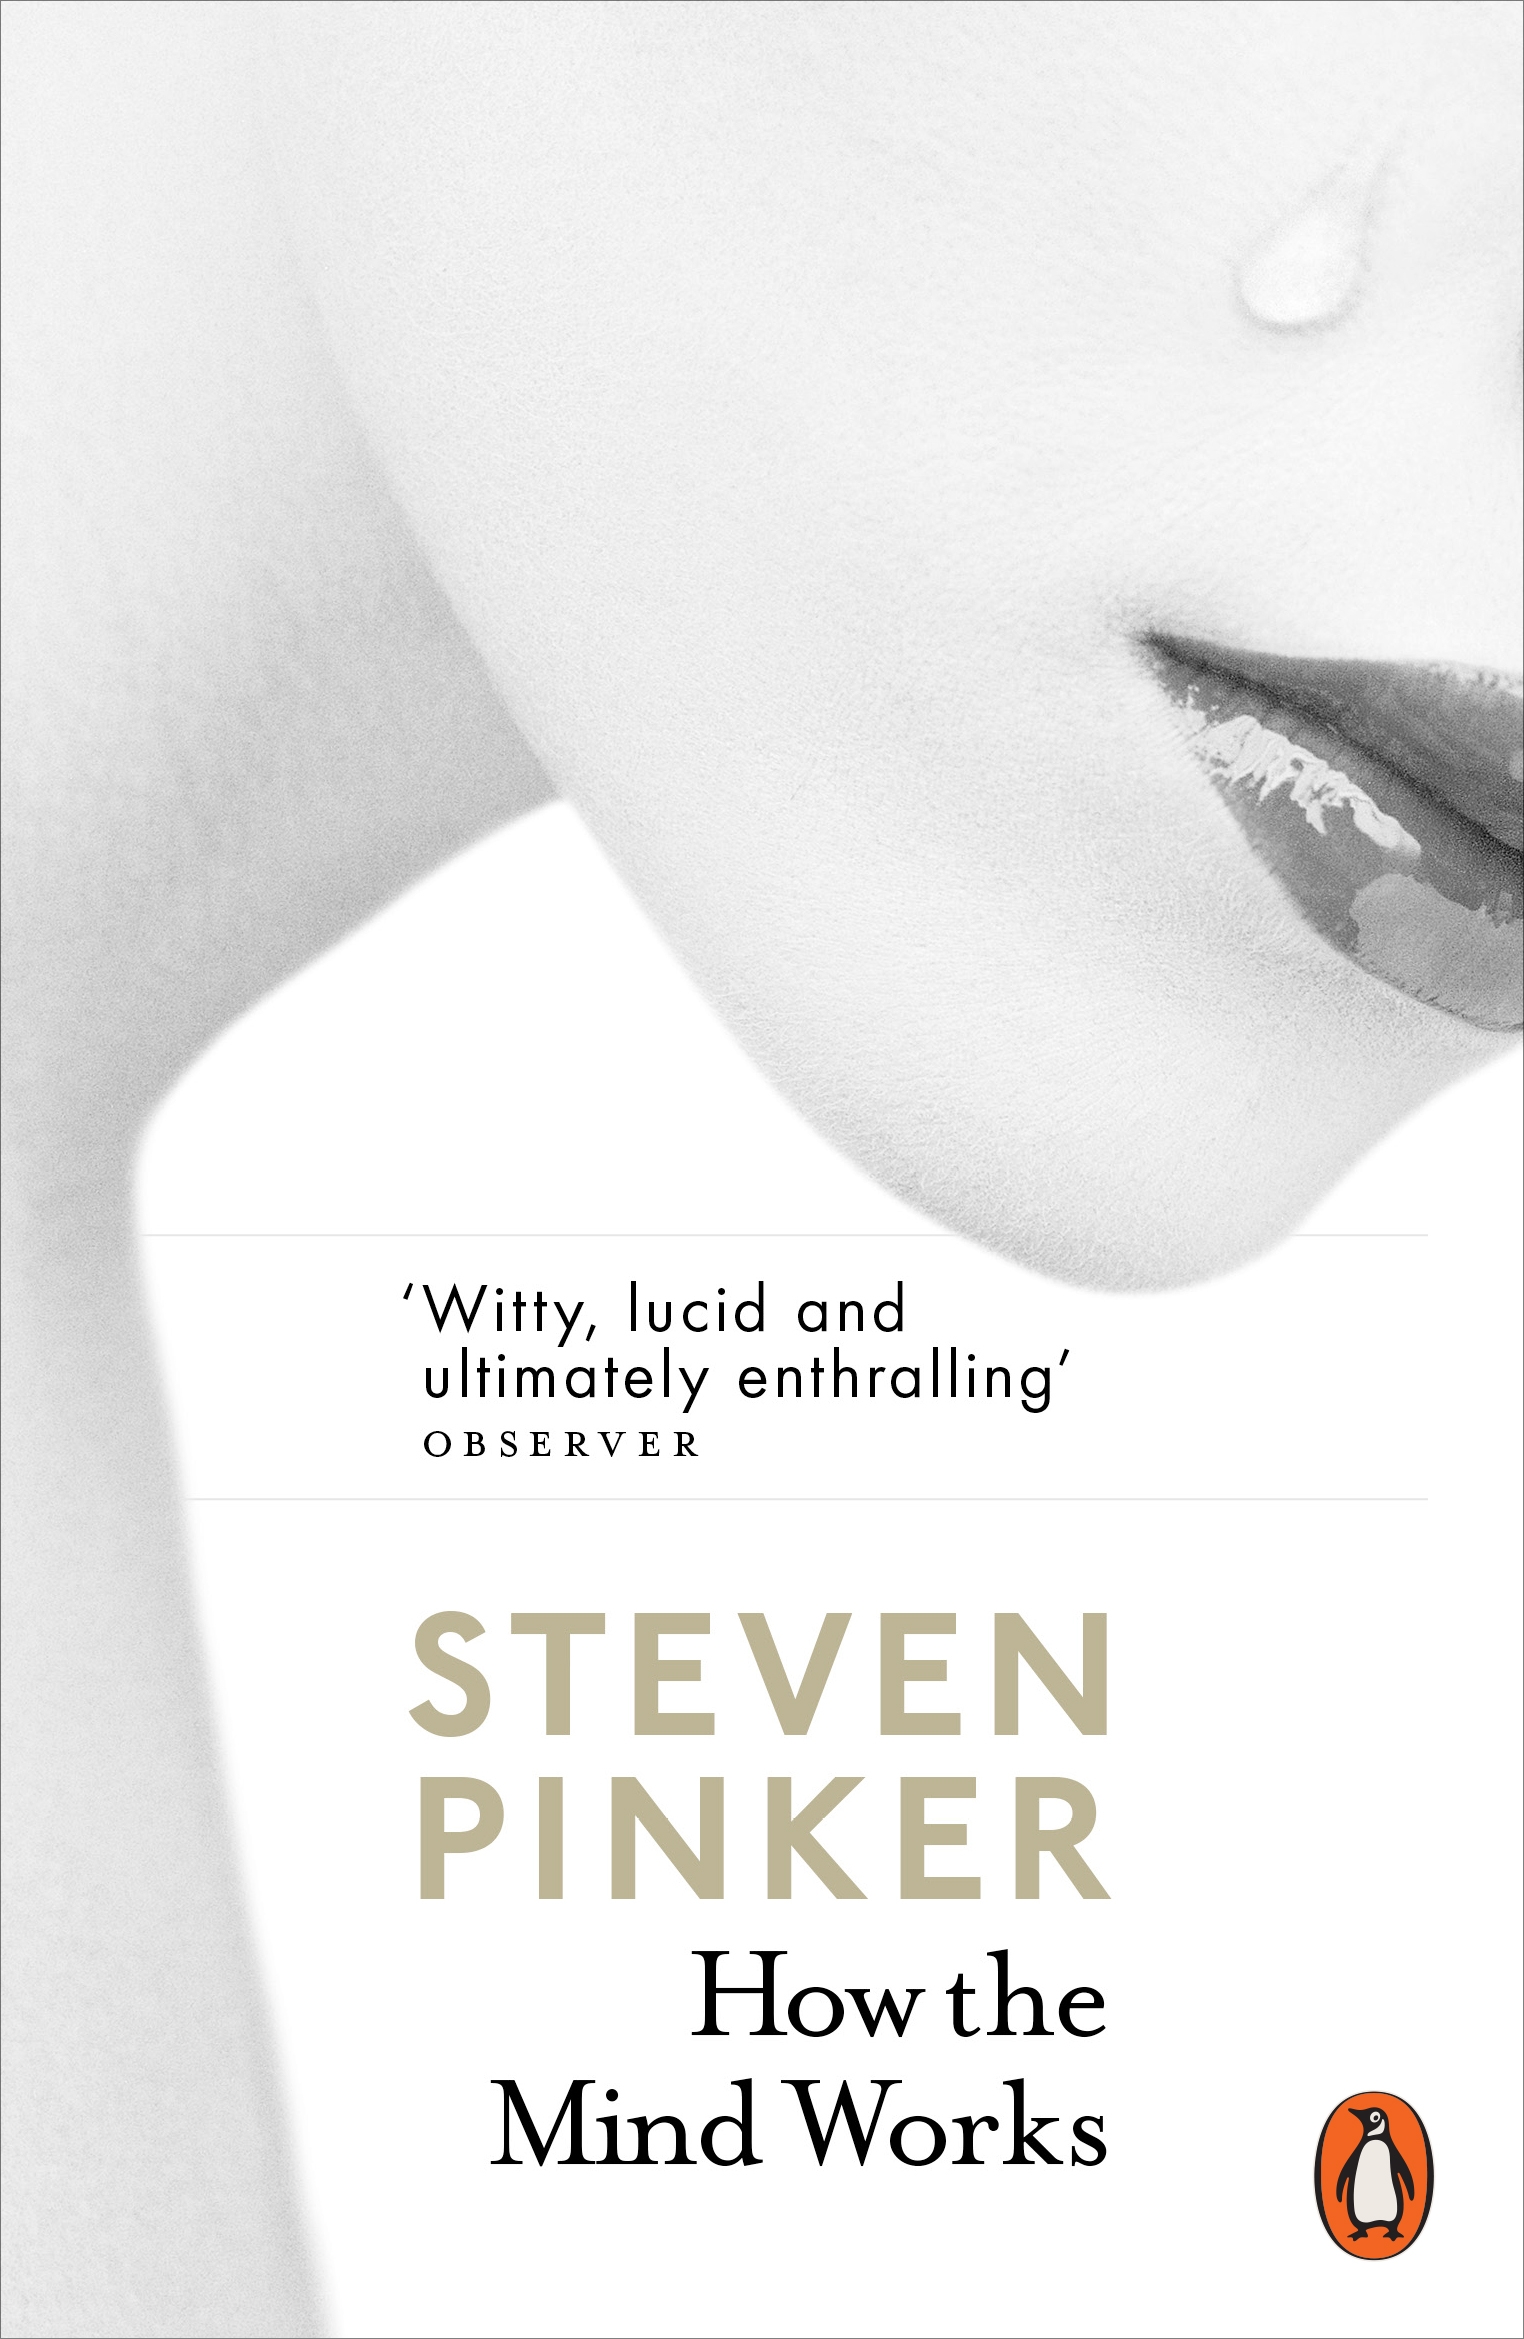 ‘Witty, lucid and
ultimately enthralling’
OBSERVER
STEVEN
PINKER
How the
Mind Works